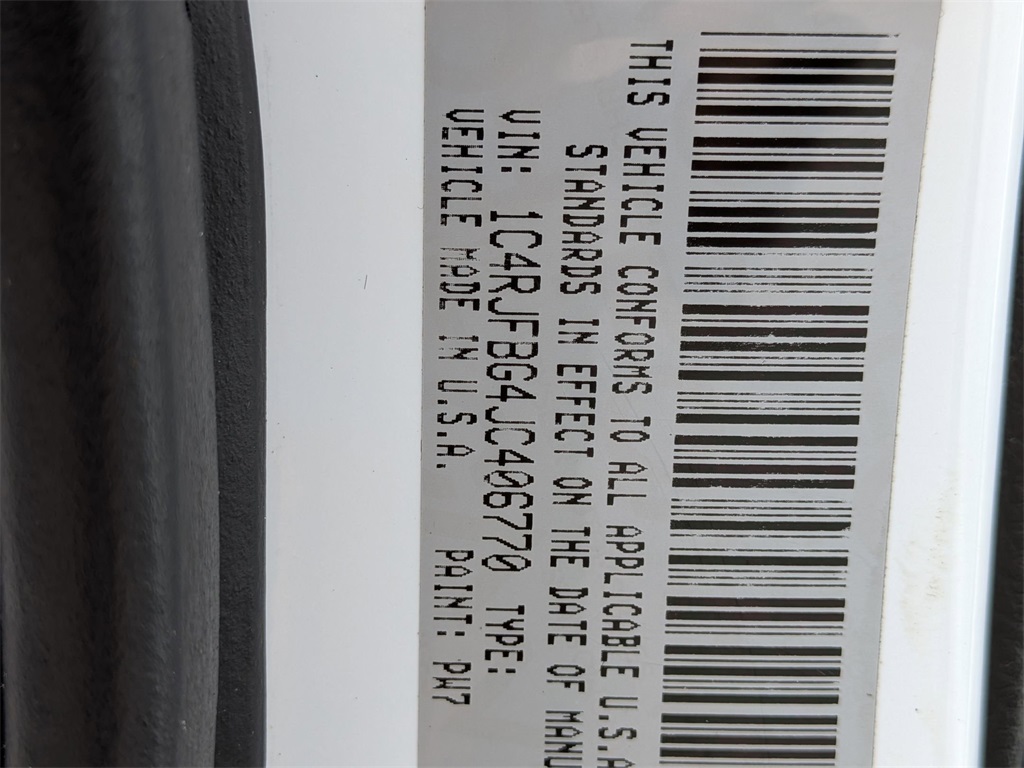 THIS VEHICLE CONFORMS TO ALL APPLICABLE U.S.A
STANDARDS IN EFFECT ON THE DATE OF MANU
VIN: 1C4RJFBG4JC406770 TYPE:
VEHICLE MADE IN U.S.A. PAINT: PW7